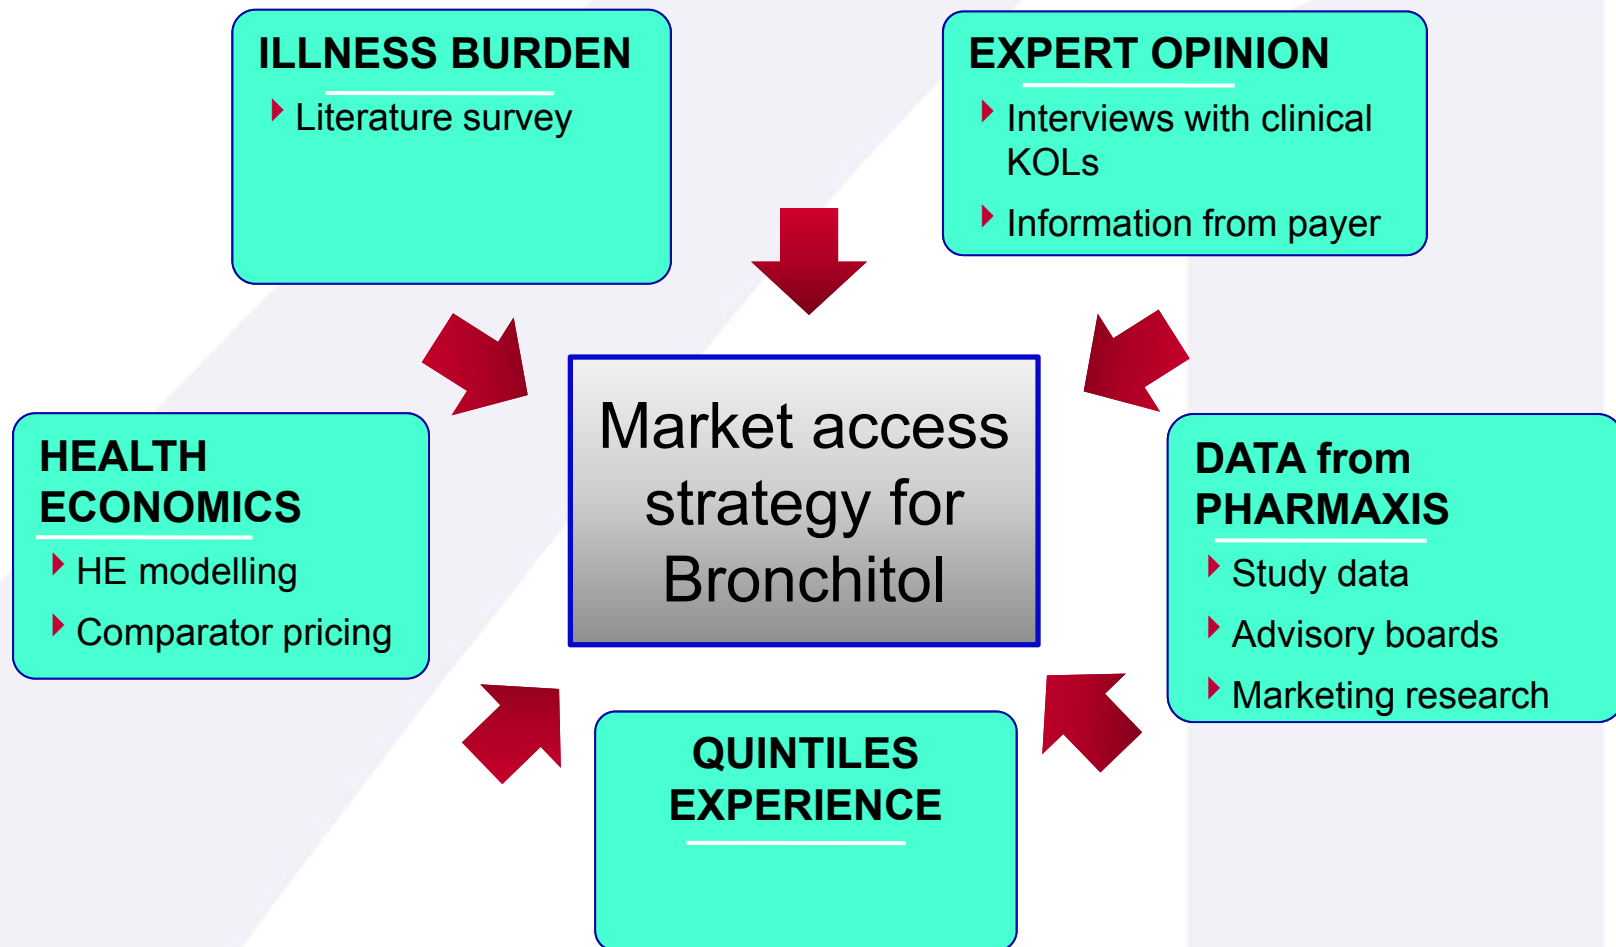 ILLNESS BURDEN
Literature survey
EXPERT OPINION
Interviews with clinical
KOLs
Information from payer
HEALTH
ECONOMICS
HE modelling
Comparator pricing
Market access
strategy for
Bronchitol
DATA from
PHARMAXIS
Study data
Advisory boards
Marketing research
QUINTILES
EXPERIENCE